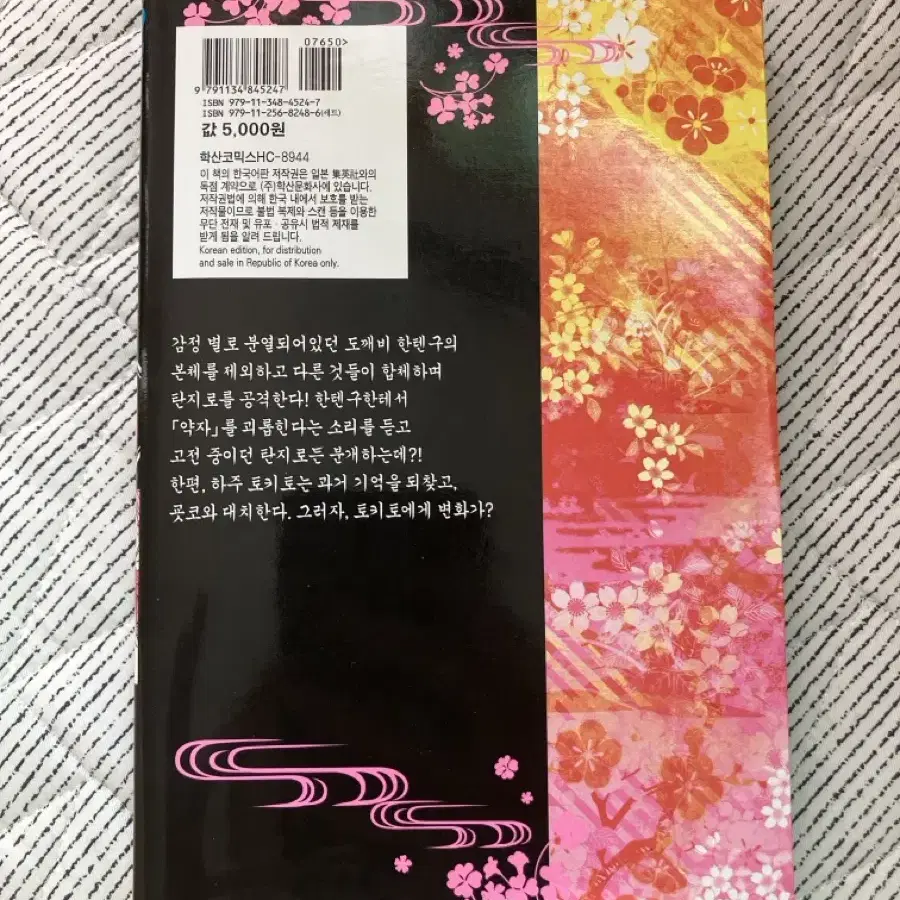 07650>
9 791134 845247
ISBN 979-11-348-4524-7
ISBN 979-11-256-8248-6(세트)
값 5,000원
학산코믹스HC-8944
이 책의 한국어판 저작권은 일본 集英社와의
독점 계약으로 (주)학산문화사에 있습니다.
저작권법에 의해 한국 내에서 보호를 받는
저작물이므로 불법 복제와 스캔 등을 이용한
무단 전재 및 유포·공유시 법적 제재를
받게 됨을 알려 드립니다.
Korean edition, for distribution
and sale in Republic of Korea only.
감정 별로 분열되어있던 도깨비 한텐구의
본체를 제외하고 다른 것들이 합체하며
탄지로를 공격한다! 한텐구한테서
「약자」를 괴롭힌다는 소리를 듣고
고전 중이던 탄지로는 분개하는데?!
한편, 하주 토키토는 과거 기억을 되찾고,
굣코와 대치한다. 그러자, 토키토에게 변화가?